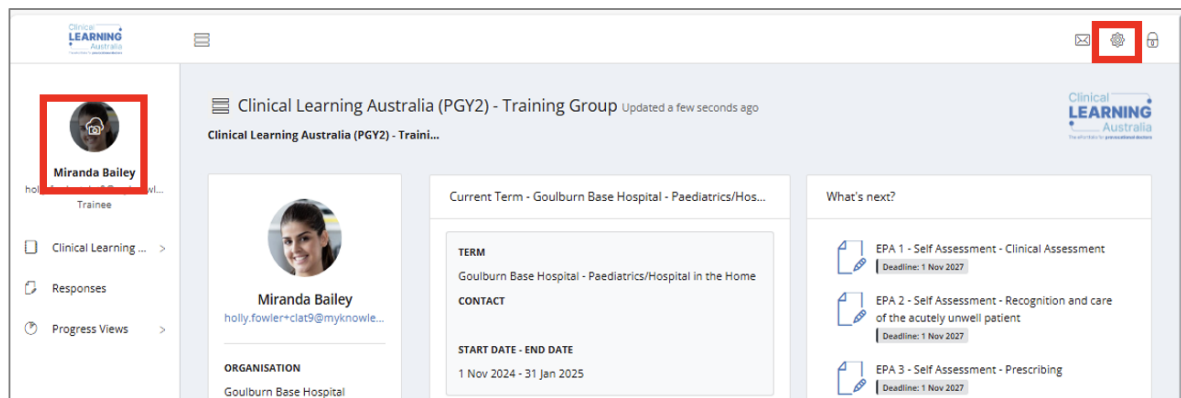 Clinical
LEARNING
Australia
Miranda Bailey
Trainee
Clinical Learning ...
Responses
Progress Views
Clinical Learning Australia (PGY2) - Training Group Updated a few seconds ago
Clinical Learning Australia (PGY2) - Traini...
Clinical
LEARNING
Australia
The ePortfolio for prevocational doctors
Miranda Bailey
holly.fowler+clat9@myknowle...
ORGANISATION
Goulburn Base Hospital
Current Term - Goulburn Base Hospital - Paediatrics/Hos...
TERM
Goulburn Base Hospital - Paediatrics/Hospital in the Home
CONTACT
START DATE - END DATE
1 Nov 2024 - 31 Jan 2025
What's next?
EPA 1 - Self Assessment - Clinical Assessment
Deadline: 1 Nov 2027
EPA 2 - Self Assessment - Recognition and care
of the acutely unwell patient
Deadline: 1 Nov 2027
EPA 3 - Self Assessment - Prescribing
Deadline: 1 Nov 2027